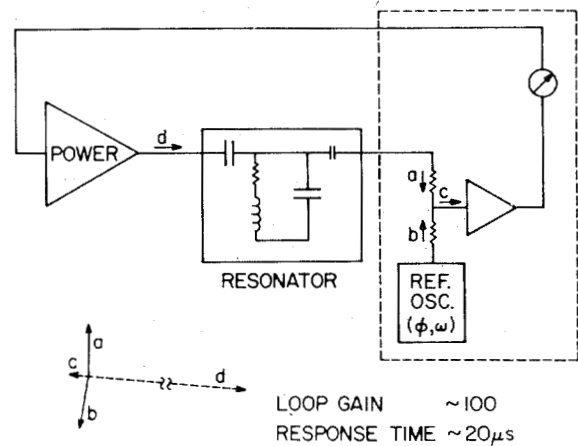 POWER
d
a
c
b
RESONATOR
REF.
OSC.
(ϕ,ω)
a
c
d
b
LOOP GAIN ~100
RESPONSE TIME ~20μs